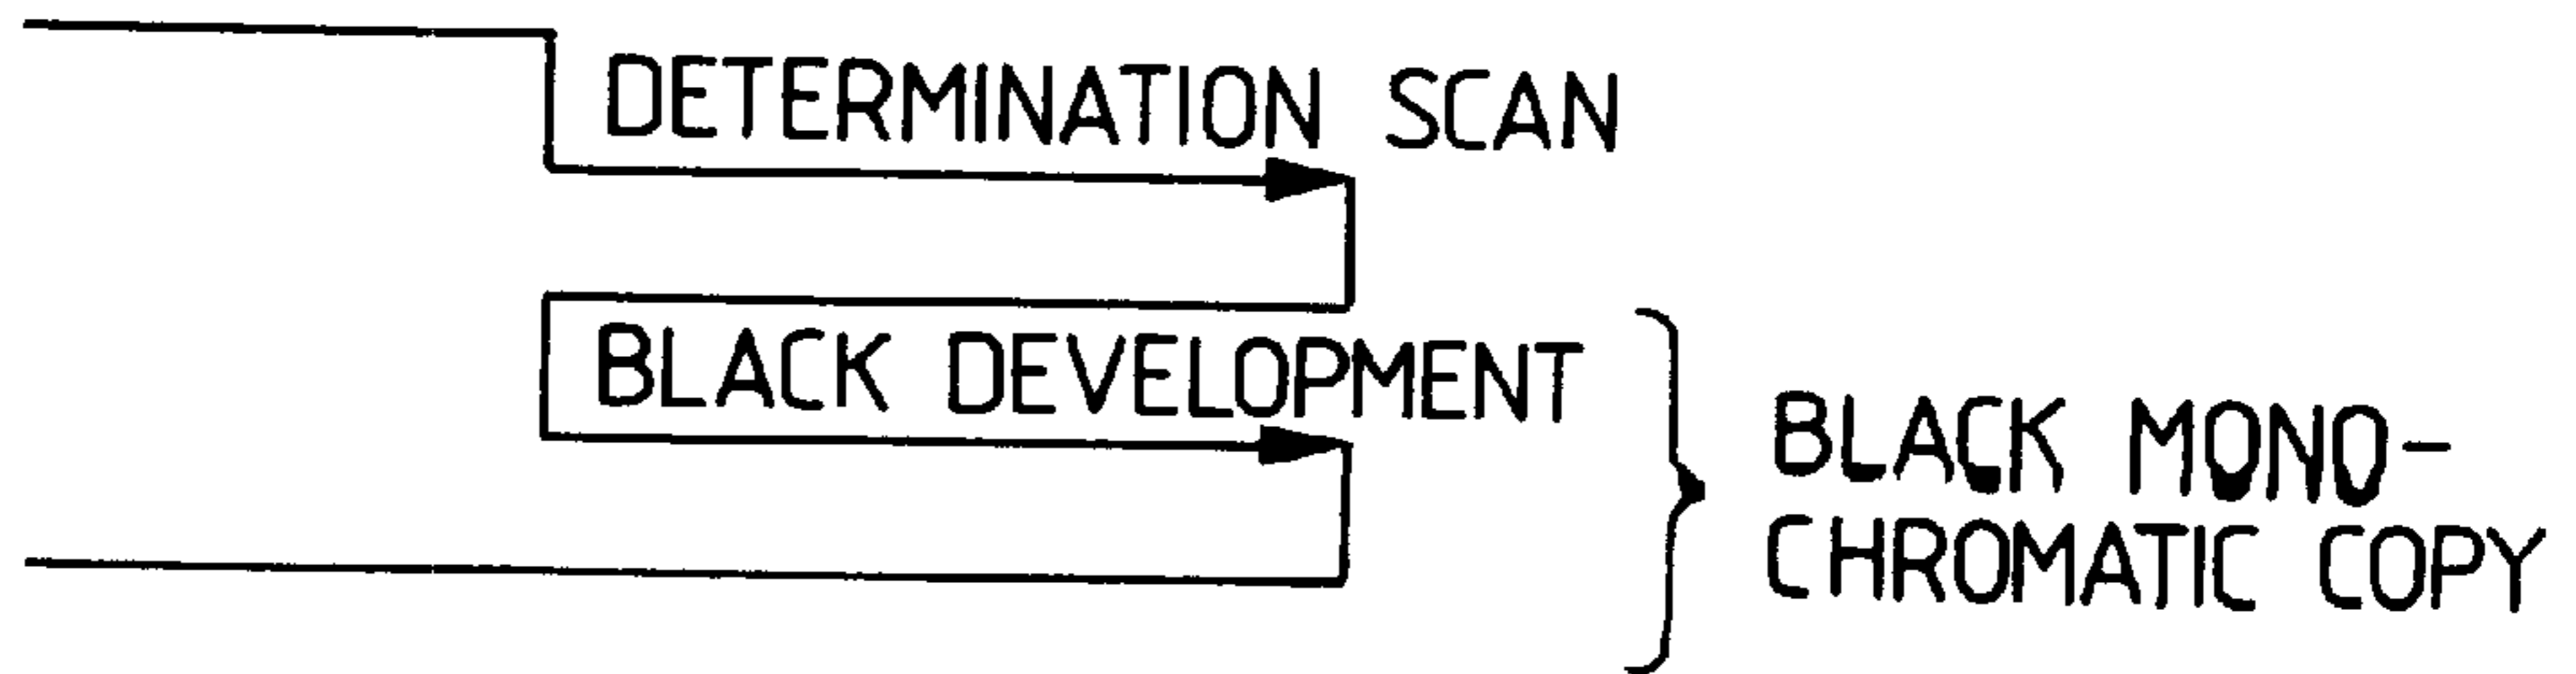 DETERMINATION SCAN
BLACK DEVELOPMENT
BLACK MONO-
CHROMATIC COPY